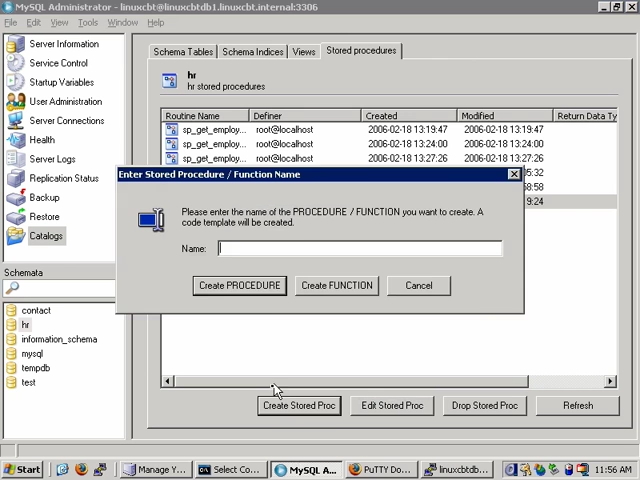 MySQL Administrator - linuxcbt@linuxcbtdb1.linuxcbt.internal:3306
File Edit View Tools Window Help
Server Information
Service Control
Startup Variables
User Administration
Server Connections
Health
Server Logs
Replication Status
Backup
Restore
Catalogs
Schemata
contact
hr
information_schema
mysql
tempdb
test
Schema Tables Schema Indices Views Stored procedures
hr
hr stored procedures
Routine Name Definer Created Modified Return Data Ty
sp_get_employ... root@localhost 2006-02-18 13:19:47 2006-02-18 13:19:47
sp_get_employ... root@localhost 2006-02-18 13:24:00 2006-02-18 13:24:00
sp_get_employ... root@localhost 2006-02-18 13:27:26 2006-02-18 13:27:26
05:32
58:58
9:24
Enter Stored Procedure / Function Name
Please enter the name of the PROCEDURE / FUNCTION you want to create. A
code template will be created.
Name:
Create PROCEDURE Create FUNCTION Cancel
Create Stored Proc Edit Stored Proc Drop Stored Proc Refresh
Start Manage Y... Select Co... MySQL A... PuTTY Do... linuxcbtdb... 11:56 AM